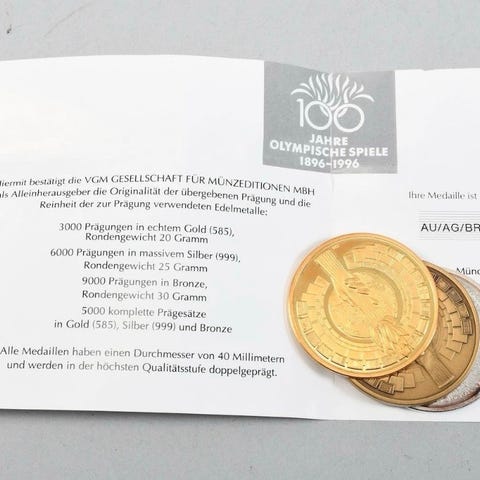 100
JAHRE
OLYMPISCHE SPIELE
1896-1996
Hiermit bestätigt die VGM GESELLSCHAFT FÜR MÜNZEDITIONEN MBH
als Alleinherausgeber die Originalität der übergebenen Prägung und die
Reinheit der zur Prägung verwendeten Edelmetalle:
3000 Prägungen in echtem Gold (585),
Rondengewicht 20 Gramm
6000 Prägungen in massivem Silber (999),
Rondengewicht 25 Gramm
9000 Prägungen in Bronze,
Rondengewicht 30 Gramm
5000 komplette Prägesätze
in Gold (585), Silber (999) und Bronze
Alle Medaillen haben einen Durchmesser von 40 Millimetern
und werden in der höchsten Qualitätsstufe doppelgeprägt.
Ihre Medaille ist
AU/AG/BR
Münc